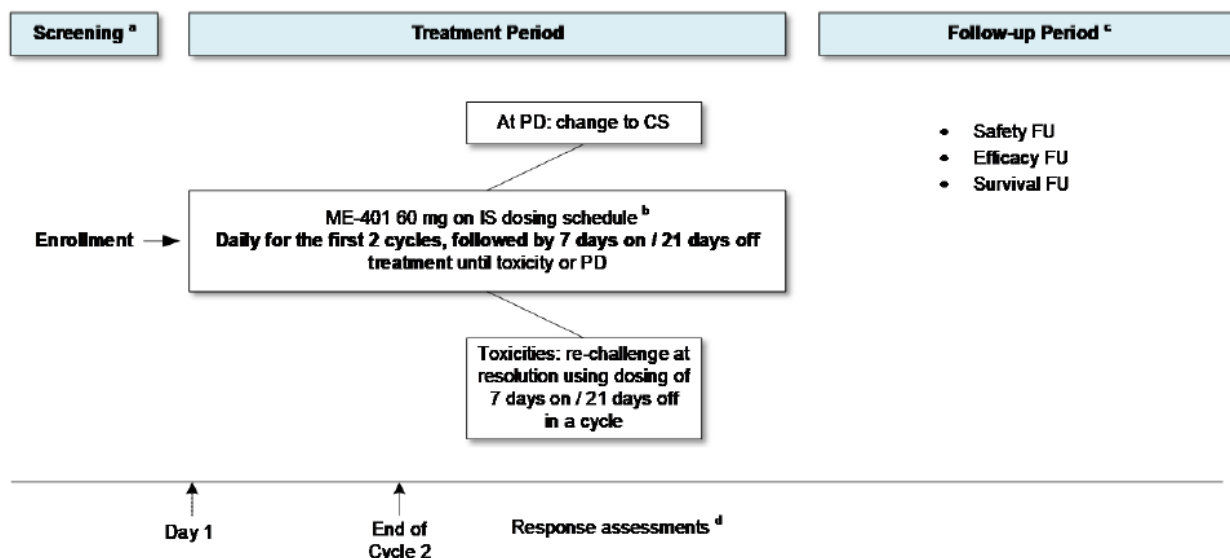 Screening a
Treatment Period
Follow-up Period c
At PD: change to CS
• Safety FU
• Efficacy FU
• Survival FU
Enrollment
ME-401 60 mg on IS dosing schedule b
Daily for the first 2 cycles, followed by 7 days on / 21 days off
treatment until toxicity or PD
Toxicities: re-challenge at
resolution using dosing of
7 days on / 21 days off
in a cycle
Day 1
End of
Cycle 2
Response assessments d